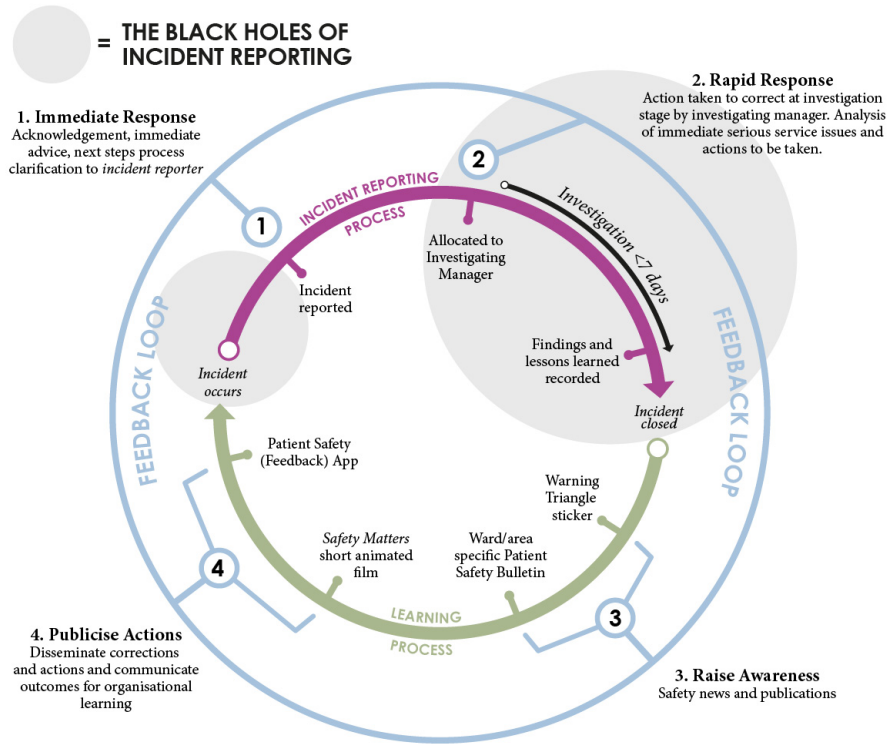 = THE BLACK HOLES OF
INCIDENT REPORTING
1. Immediate Response
Acknowledgement, immediate
advice, next steps process
clarification to incident reporter
2. Rapid Response
Action taken to correct at investigation
stage by investigating manager. Analysis
of immediate serious service issues and
actions to be taken.
1
2
INCIDENT REPORTING
PROCESS
Investigation <7 days
Incident
reported
Allocated to
Investigating
Manager
Findings and
lessons learned
recorded
FEEDBACK LOOP
FEEDBACK LOOP
Incident
occurs
Incident
closed
Patient Safety
(Feedback) App
Safety Matters
short animated
film
Ward/area
specific Patient
Safety Bulletin
Warning
Triangle
sticker
4
3
LEARNING
PROCESS
4. Publicise Actions
Disseminate corrections
and actions and communicate
outcomes for organisational
learning
3. Raise Awareness
Safety news and publications